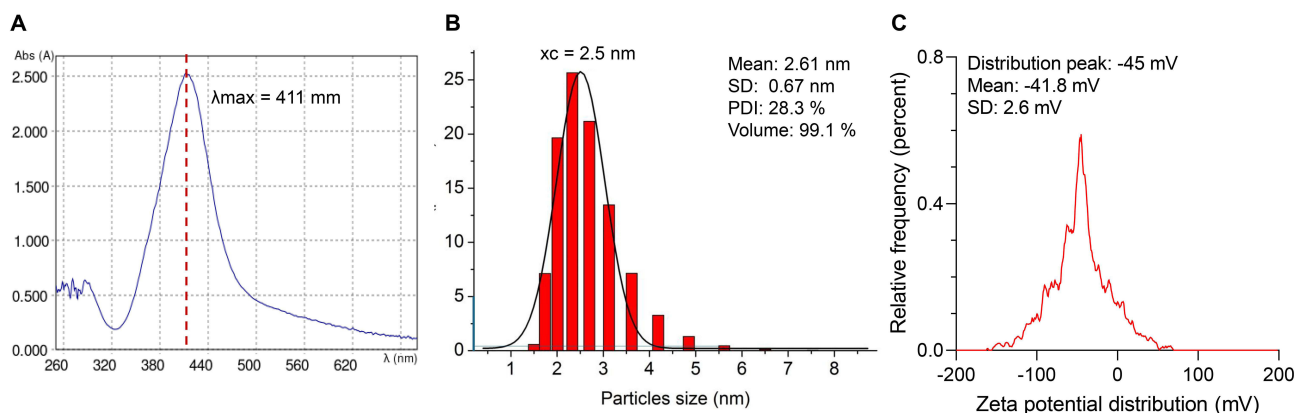 A
Abs (A)
2.500
2.000
1.500
1.000
0.500
0.000
λmax = 411 mm
260
320
380
440
500
560
620
λ (nm)
B
xc = 2.5 nm
Mean: 2.61 nm
SD: 0.67 nm
PDI: 28.3 %
Volume: 99.1 %
25
20
15
10
5
0
1
2
3
4
5
6
7
8
Particles size (nm)
C
Distribution peak: -45 mV
Mean: -41.8 mV
SD: 2.6 mV
Relative frequency (percent)
0.8
0.4
0.0
-200
-100
0
100
200
Zeta potential distribution (mV)